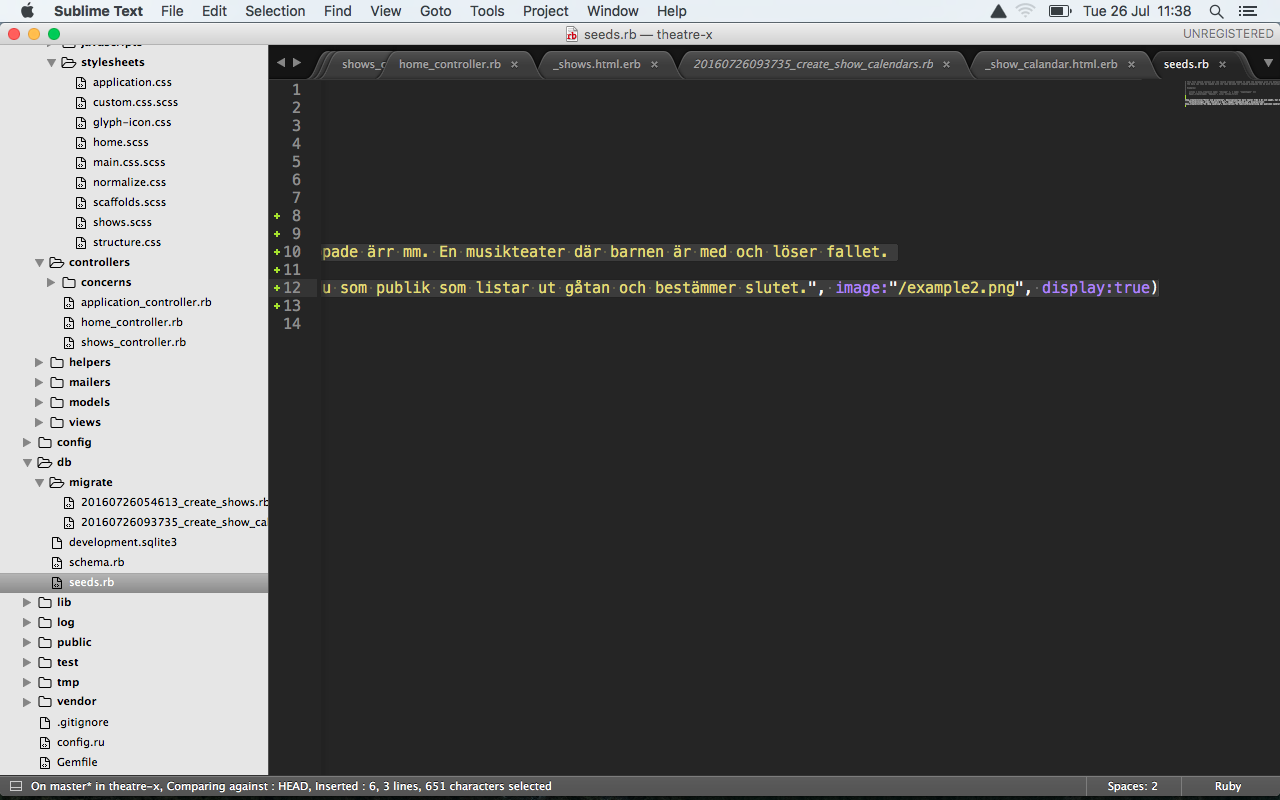 Sublime Text File Edit Selection Find View Goto Tools Project Window Help Tue 26 Jul 11:38
seeds.rb — theatre-x UNREGISTERED
shows_c home_controller.rb × _shows.html.erb × 20160726093735_create_show_calendars.rb × _show_calandar.html.erb × seeds.rb ×
javascripts
stylesheets
application.css
custom.css.scss
glyph-icon.css
home.scss
main.css.scss
normalize.css
scaffolds.scss
shows.scss
structure.css
controllers
concerns
application_controller.rb
home_controller.rb
shows_controller.rb
helpers
mailers
models
views
config
db
migrate
20160726054613_create_shows.rb
20160726093735_create_show_ca
development.sqlite3
schema.rb
seeds.rb
lib
log
public
test
tmp
vendor
.gitignore
config.ru
Gemfile
1
2
3
4
5
6
7
8
9
10 pade ärr mm. En musikteater där barnen är med och löser fallet.
11
12 u som publik som listar ut gåtan och bestämmer slutet.", image:"/example2.png", display:true)
13
14
On master* in theatre-x, Comparing against : HEAD, Inserted : 6, 3 lines, 651 characters selected Spaces: 2 Ruby